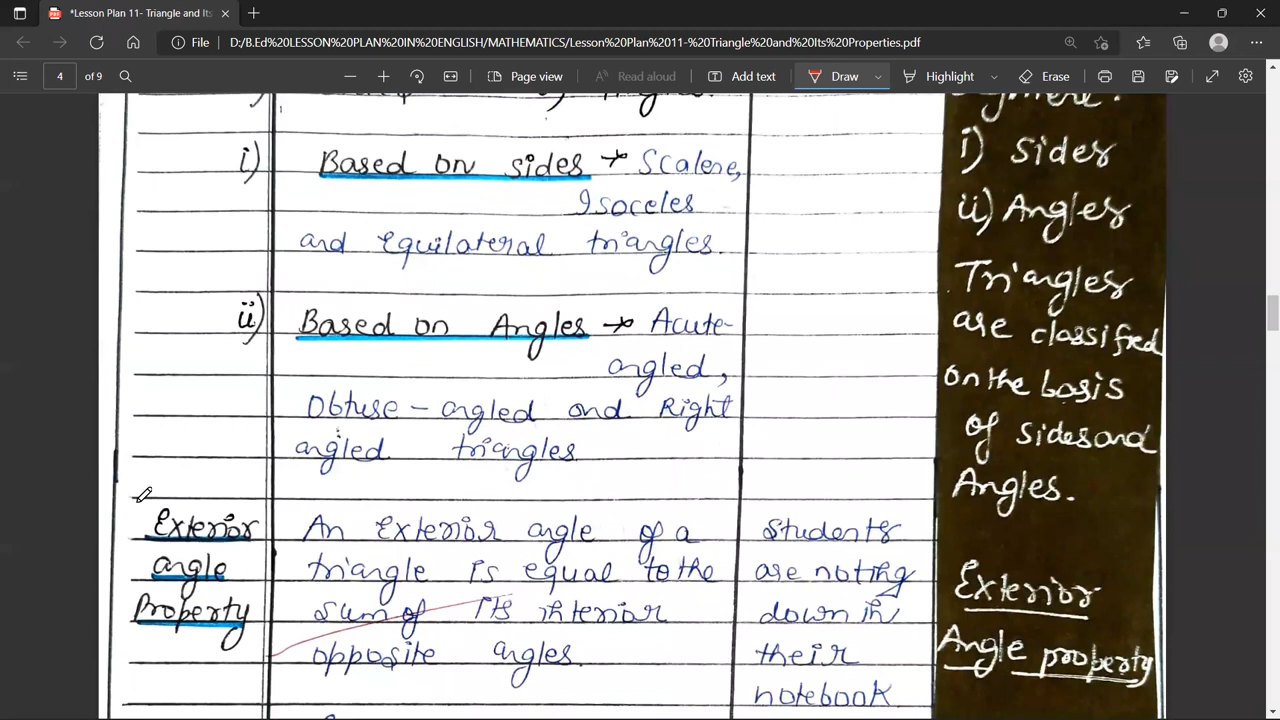 *Lesson Plan 11- Triangle and Its
File
D:/B.Ed%20LESSON%20PLAN%20IN%20ENGLISH/MATHEMATICS/Lesson%20Plan%2011-%20Triangle%20and%20Its%20Properties.pdf
4 of 9
Page view
Read aloud
Add text
Draw
Highlight
Erase
i) Based on sides → Scalene,
Isoceles
and equilateral triangles.
ii) Based on Angles → Acute-
angled,
Obtuse - angled and Right
angled triangles
Exterior
angle
Property
An exterior angle of a
triangle is equal to the
sum of its interior
opposite angles.
Students
are noting
down in
their
notebook
i) Sides
ii) Angles
Triangles
are classified
on the basis
of sides and
Angles.
Exterior
Angle property